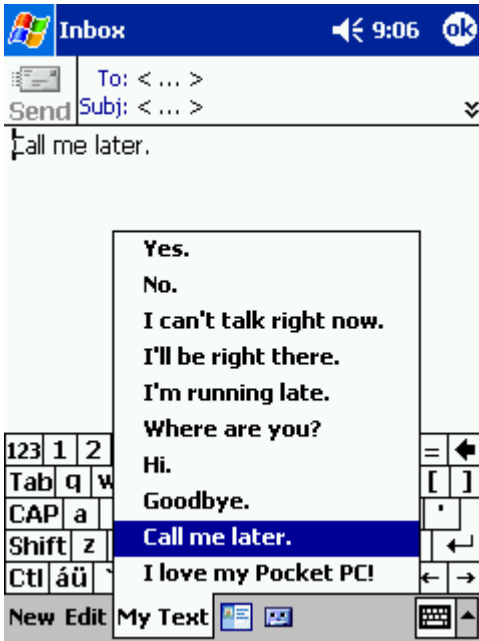 Inbox 9:06 ok
To: < ... >
Send Subj: < ... >
Call me later.
Yes.
No.
I can't talk right now.
I'll be right there.
I'm running late.
Where are you?
Hi.
Goodbye.
Call me later.
I love my Pocket PC!
123 1 2 =
Tab q w [ ]
CAP a '
Shift z
Ctl áü `
New Edit My Text